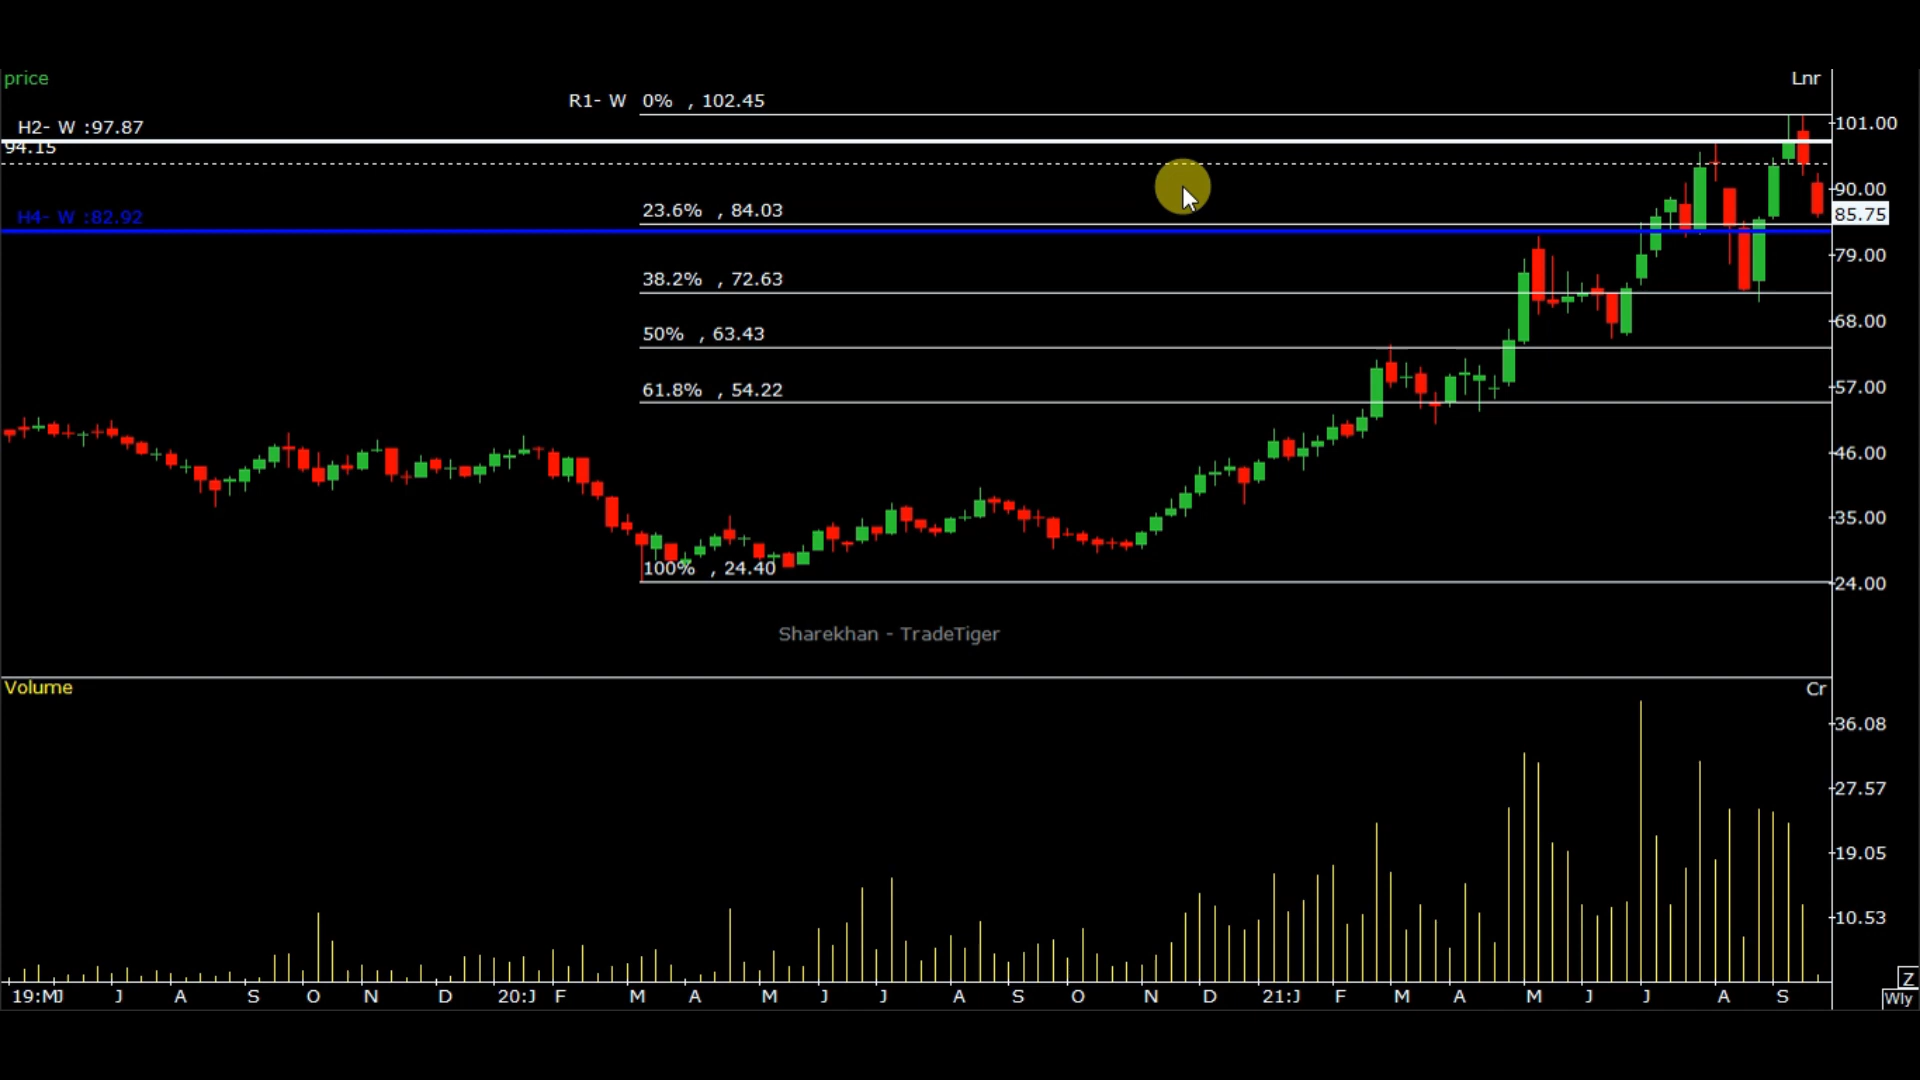 price
Lnr
R1- W 0% , 102.45
101.00
H2- W :97.87
94.15
90.00
H4- W :82.92
23.6% , 84.03
85.75
79.00
38.2% , 72.63
68.00
50% , 63.43
61.8% , 54.22
57.00
46.00
35.00
100% , 24.40
24.00
Sharekhan - TradeTiger
Volume
Cr
36.08
27.57
19.05
10.53
Z
19:MJ J A S O N D 20:J F M A M J J A S O N D 21:J F M A M J J A S
Wly